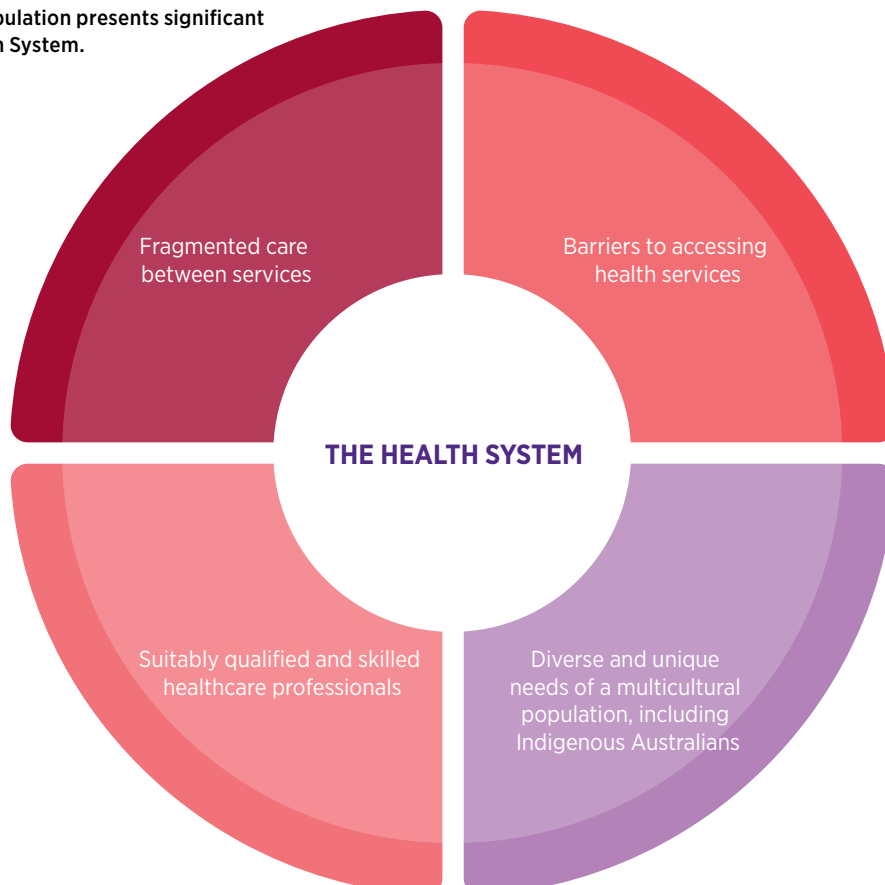 pulation presents significant
System.
Fragmented care
between services
Barriers to accessing
health services
THE HEALTH SYSTEM
Suitably qualified and skilled
healthcare professionals
Diverse and unique
needs of a multicultural
population, including
Indigenous Australians